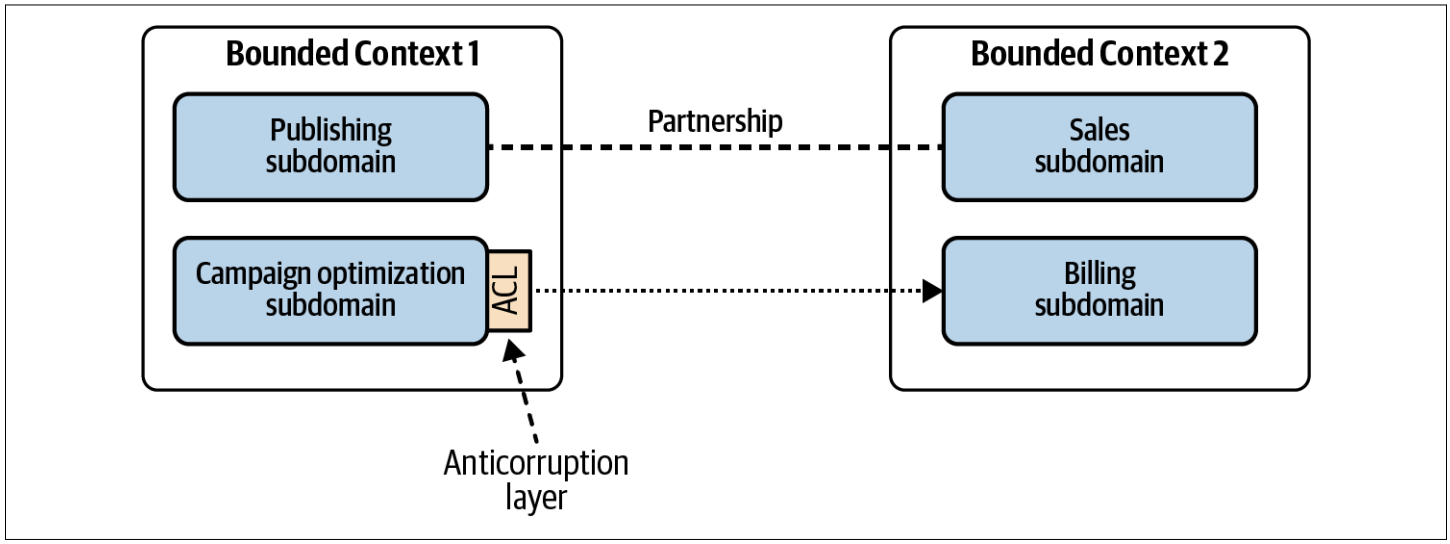 Bounded Context 1
Bounded Context 2
Publishing
subdomain
Partnership
Sales
subdomain
Campaign optimization
subdomain
ACL
Billing
subdomain
Anticorruption
layer